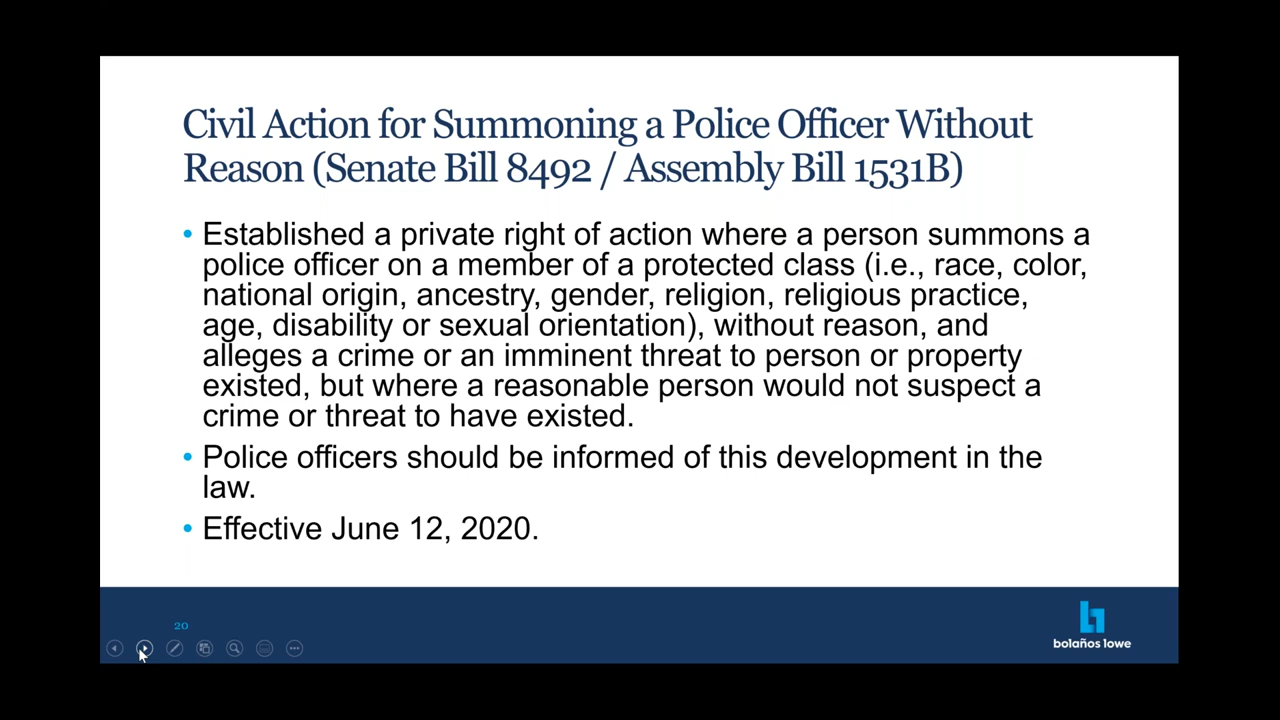 Civil Action for Summoning a Police Officer Without
Reason (Senate Bill 8492 / Assembly Bill 1531B)
• Established a private right of action where a person summons a
police officer on a member of a protected class (i.e., race, color,
national origin, ancestry, gender, religion, religious practice,
age, disability or sexual orientation), without reason, and
alleges a crime or an imminent threat to person or property
existed, but where a reasonable person would not suspect a
crime or threat to have existed.
• Police officers should be informed of this development in the
law.
• Effective June 12, 2020.
20
bolaños lowe